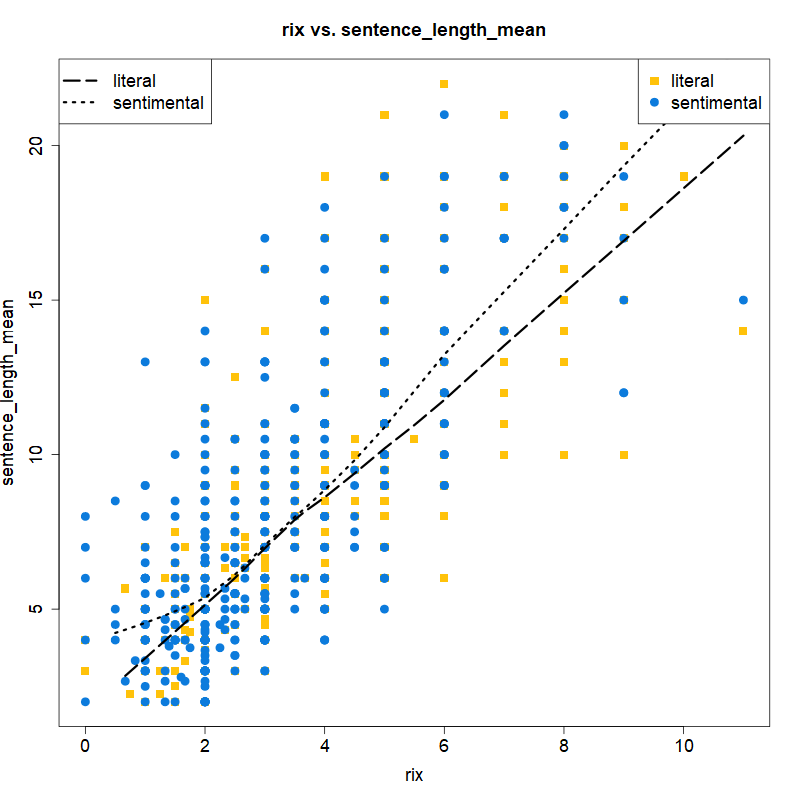 rix vs. sentence_length_mean
literal
sentimental
literal
sentimental
sentence_length_mean
20
15
10
5
0 2 4 6 8 10
rix